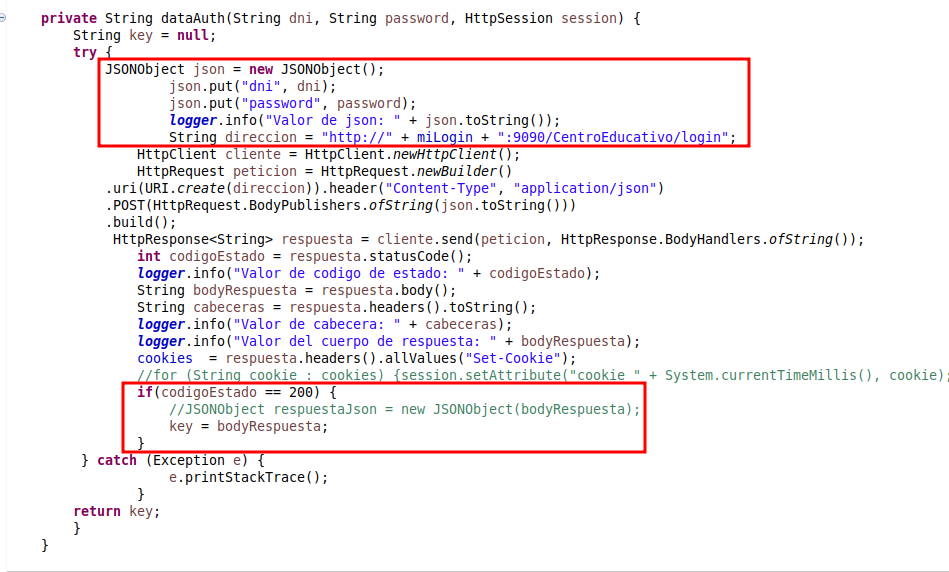 private String dataAuth(String dni, String password, HttpSession session) {
String key = null;
try {
JSONObject json = new JSONObject();
json.put("dni", dni);
json.put("password", password);
logger.info("Valor de json: " + json.toString());
String direccion = "http://" + miLogin + ":9090/CentroEducativo/login";
HttpClient cliente = HttpClient.newHttpClient();
HttpRequest peticion = HttpRequest.newBuilder()
.uri(URI.create(direccion)).header("Content-Type", "application/json")
.POST(HttpRequest.BodyPublishers.ofString(json.toString()))
.build();
HttpResponse<String> respuesta = cliente.send(peticion, HttpResponse.BodyHandlers.ofString());
int codigoEstado = respuesta.statusCode();
logger.info("Valor de codigo de estado: " + codigoEstado);
String bodyRespuesta = respuesta.body();
String cabeceras = respuesta.headers().toString();
logger.info("Valor de cabecera: " + cabeceras);
logger.info("Valor del cuerpo de respuesta: " + bodyRespuesta);
cookies = respuesta.headers().allValues("Set-Cookie");
//for (String cookie : cookies) {session.setAttribute("cookie_" + System.currentTimeMillis(), cookie);
if(codigoEstado == 200) {
//JSONObject respuestaJson = new JSONObject(bodyRespuesta);
key = bodyRespuesta;
}
} catch (Exception e) {
e.printStackTrace();
}
return key;
}
}